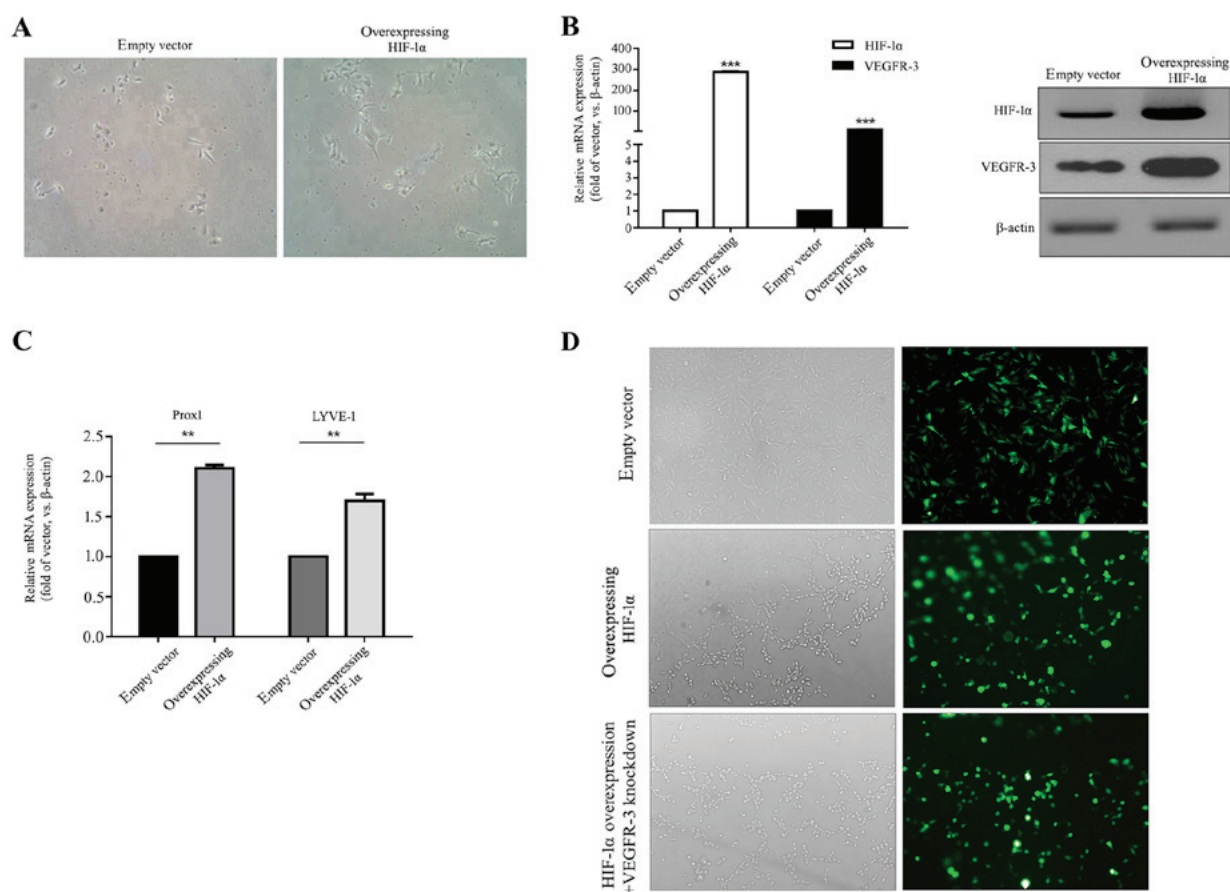 A
Empty vector
Overexpressing
HIF-1α
B
Relative mRNA expression
(fold of vector, vs. β-actin)
400
300
200
100
5
4
3
2
1
0
***
***
HIF-1α
VEGFR-3
Empty vector
Overexpressing
HIF-1α
Empty vector
Overexpressing
HIF-1α
Empty vector
Overexpressing
HIF-1α
HIF-1α
VEGFR-3
β-actin
C
Relative mRNA expression
(fold of vector, vs. β-actin)
2.5
2.0
1.5
1.0
0.5
0.0
Prox1
**
LYVE-1
**
Empty vector
Overexpressing
HIF-1α
Empty vector
Overexpressing
HIF-1α
D
Empty vector
Overexpressing
HIF-1α
HIF-1α overexpression
+VEGFR-3 knockdown